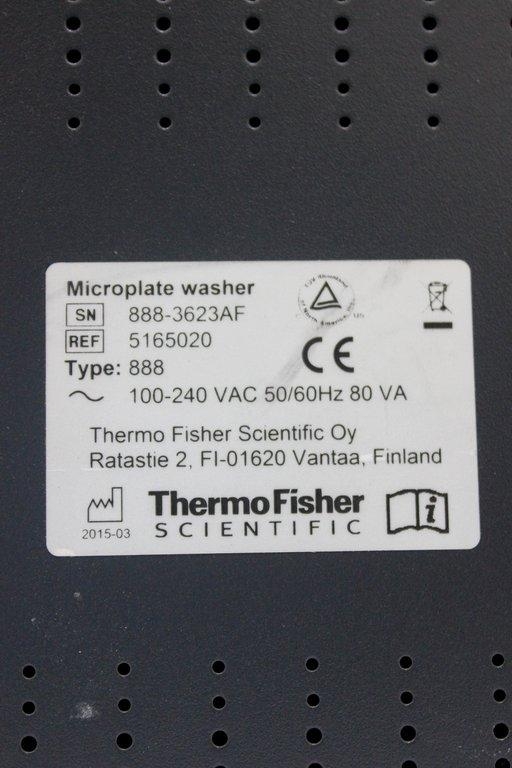 Microplate washer
SN 888-3623AF
REF 5165020
Type: 888
~ 100-240 VAC 50/60Hz 80 VA
CE
Thermo Fisher Scientific Oy
Ratastie 2, FI-01620 Vantaa, Finland
2015-03
ThermoFisher
SCIENTIFIC
i